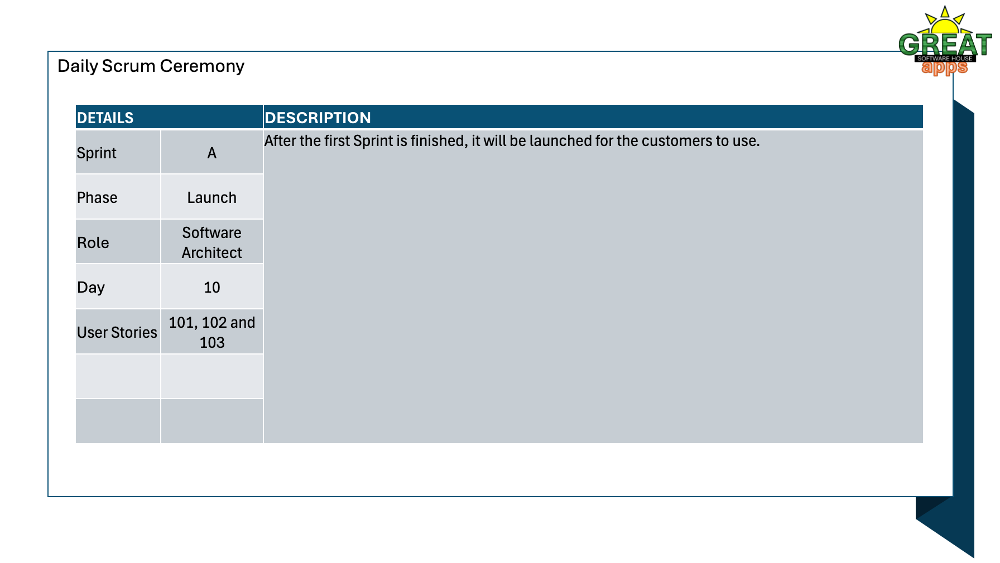 GREAT
SOFTWARE HOUSE
apps
Daily Scrum Ceremony
DETAILS
DESCRIPTION
Sprint
A
After the first Sprint is finished, it will be launched for the customers to use.
Phase
Launch
Role
Software
Architect
Day
10
User Stories
101, 102 and
103